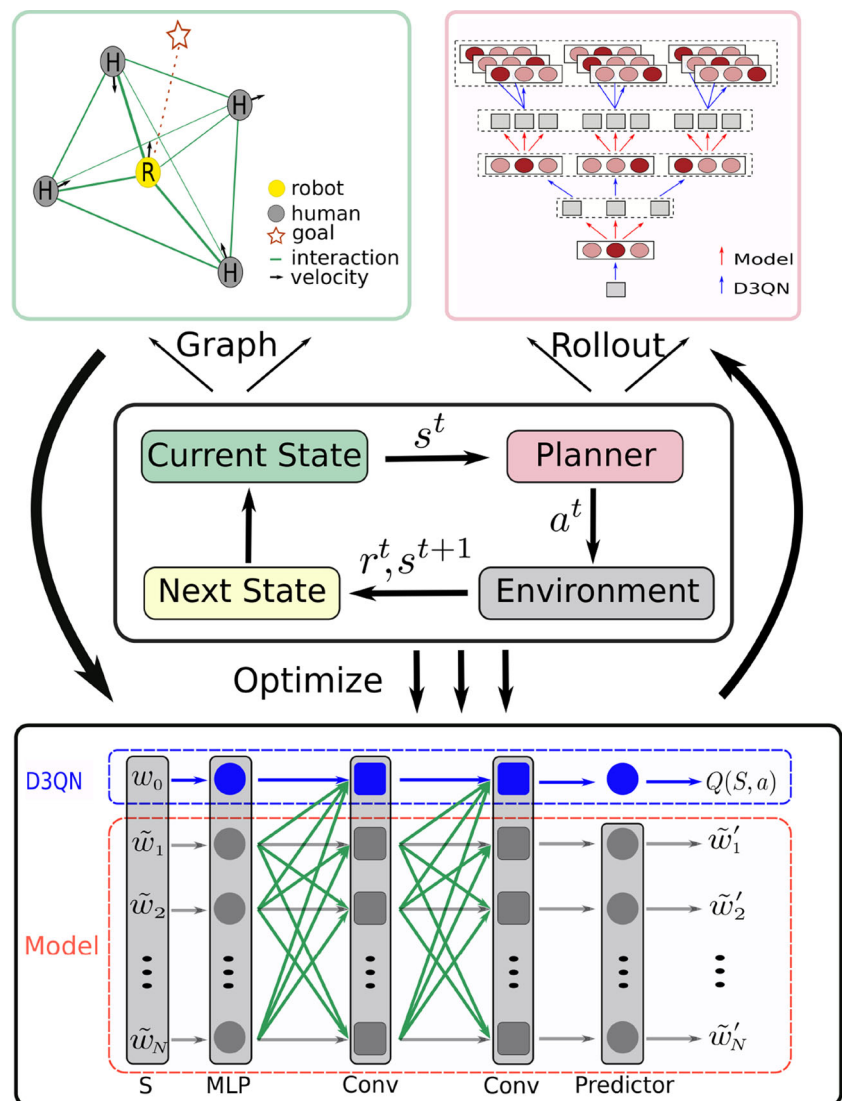 H
H
H
R
H
robot
human
goal
interaction
velocity
Model
D3QN
Graph
Rollout
Current State
s^t
Planner
a^t
r^t, s^{t+1}
Next State
Environment
Optimize
D3QN
w_0
Q(S, a)
w̃_1
w̃′_1
w̃_2
w̃′_2
Model
w̃_N
w̃′_N
S
MLP
Conv
Conv
Predictor